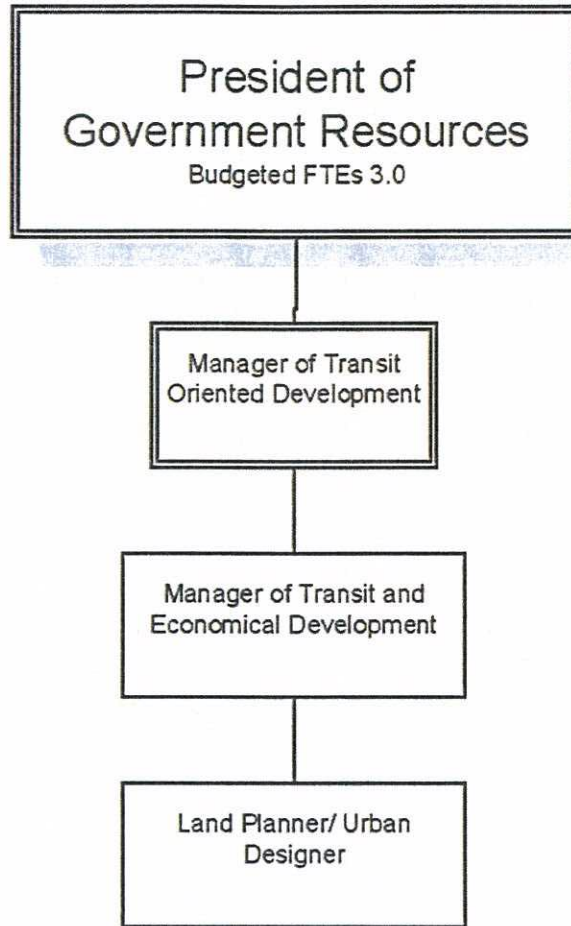 President of
Government Resources
Budgeted FTEs 3.0
Manager of Transit
Oriented Development
Manager of Transit and
Economical Development
Land Planner/ Urban
Designer